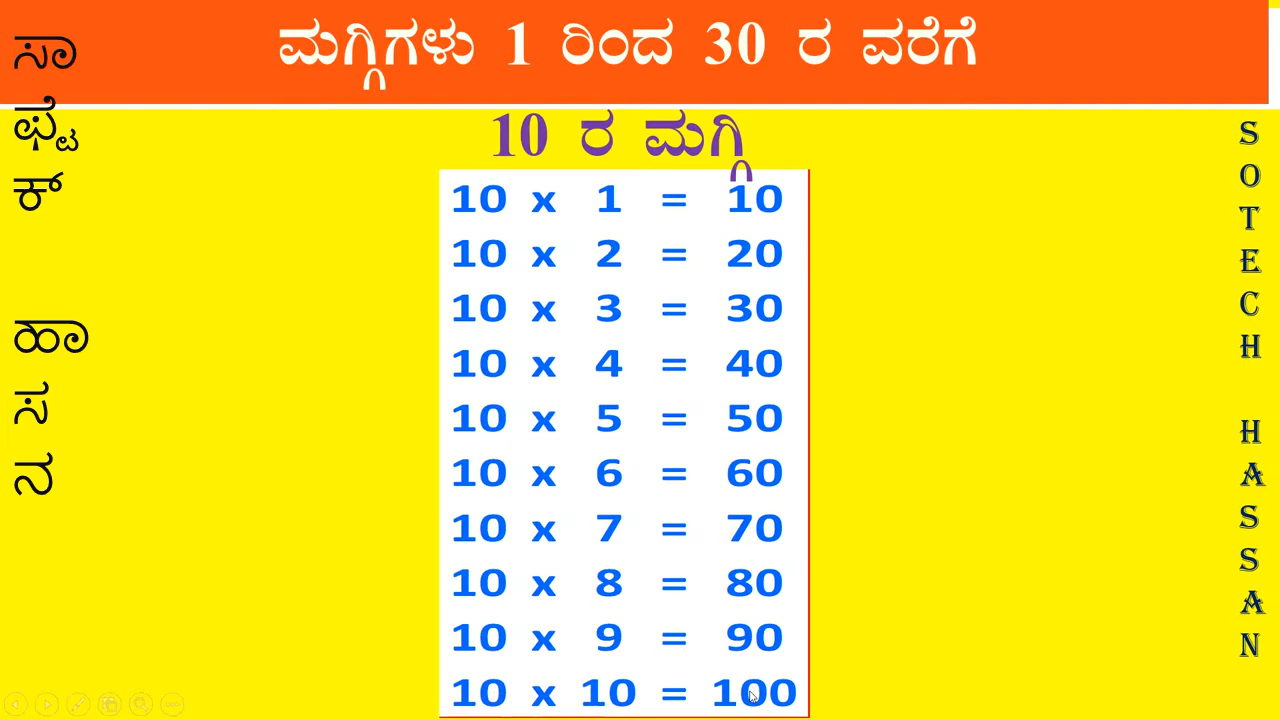 ಮಗ್ಗಿಗಳು 1 ರಿಂದ 30 ರ ವರೆಗೆ
10 ರ ಮಗ್ಗಿ
10 x 1 = 10
10 x 2 = 20
10 x 3 = 30
10 x 4 = 40
10 x 5 = 50
10 x 6 = 60
10 x 7 = 70
10 x 8 = 80
10 x 9 = 90
10 x 10 = 100
ಸಾಫ್ಟೆಕ್ ಹಾಸನ
SOTECH HASSAN